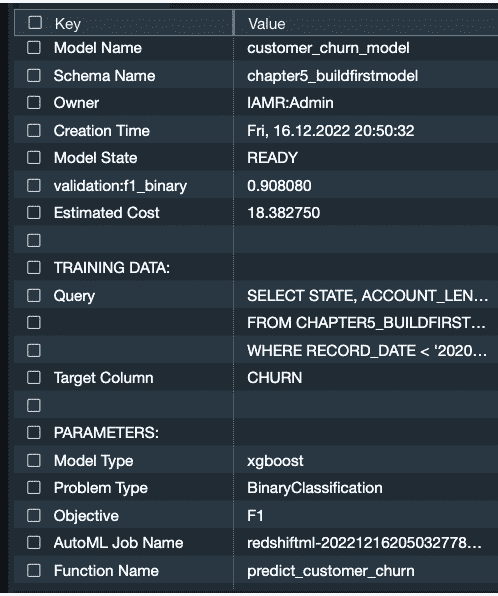 Key Value
Model Name customer_churn_model
Schema Name chapter5_buildfirstmodel
Owner IAMR:Admin
Creation Time Fri, 16.12.2022 20:50:32
Model State READY
validation:f1_binary 0.908080
Estimated Cost 18.382750
TRAINING DATA:
Query SELECT STATE, ACCOUNT_LEN...
FROM CHAPTER5_BUILDFIRST...
WHERE RECORD_DATE < '2020...
Target Column CHURN
PARAMETERS:
Model Type xgboost
Problem Type BinaryClassification
Objective F1
AutoML Job Name redshiftml-20221216205032778...
Function Name predict_customer_churn